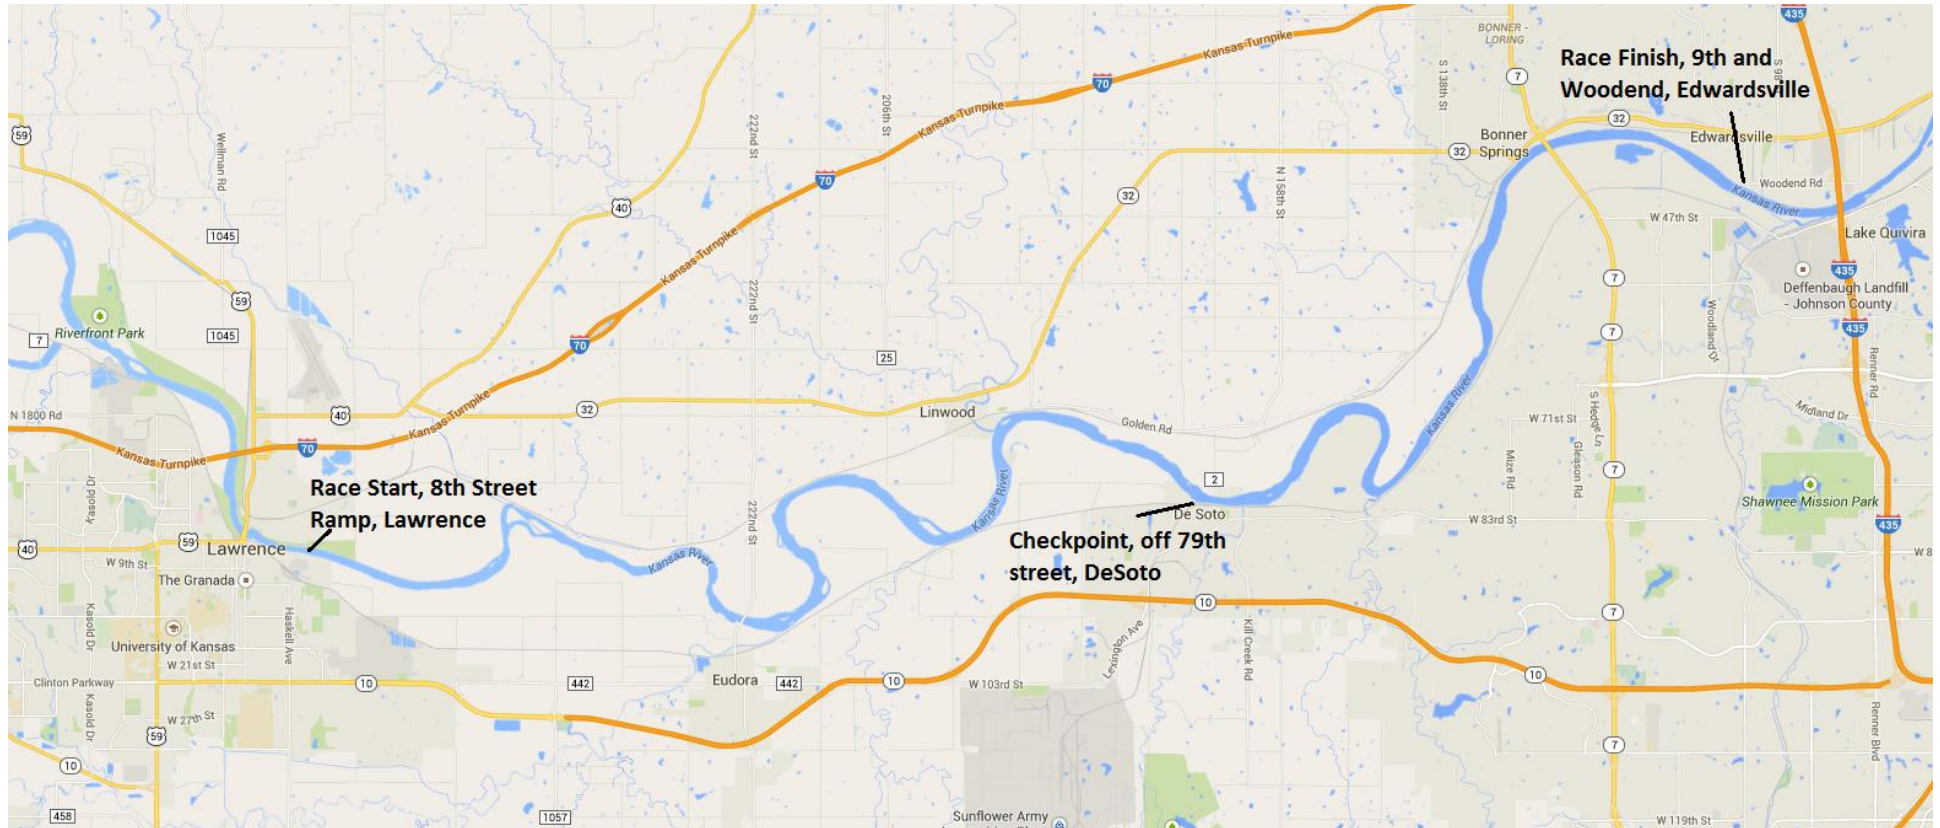 BONNER -
LORING
435
Race Finish, 9th and
Woodend, Edwardsville
Kansas Turnpike
70
Kansas Turnpike
7
S 138th St
32
Edwardsville
Bonner
Springs
32
59
Wellman Rd
222nd St
206th St
70
40
32
N 158th St
Woodend Rd
Kansas River
W 47th St
Lake Quivira
1045
Kansas Turnpike
435
Deffenbaugh Landfill
- Johnson County
7
59
222nd St
Riverfront Park
7
1045
70
25
7
435
Woodland Dr
Renner Rd
N 1800 Rd
40
Kansas Turnpike
32
Linwood
Golden Rd
Kansas River
W 71st St
S Hedge Ln
Midland Dr
Kansas Turnpike
70
Kasold Dr
Race Start, 8th Street
Ramp, Lawrence
222nd St
Kansas River
2
Mize Rd
Gleason Rd
7
Shawnee Mission Park
De Soto
W 83rd St
435
40
59
Lawrence
W 9th St
The Granada
Kansas River
Checkpoint, off 79th
street, DeSoto
10
7
Kasold Dr
Haskell Ave
University of Kansas
W 21st St
Lexington Ave
Kill Creek Rd
Clinton Parkway
10
442
Eudora
442
10
W 103rd St
10
Kasold Dr
W 27th St
59
7
Renner Blvd
10
458
1057
Sunflower Army
W 119th St